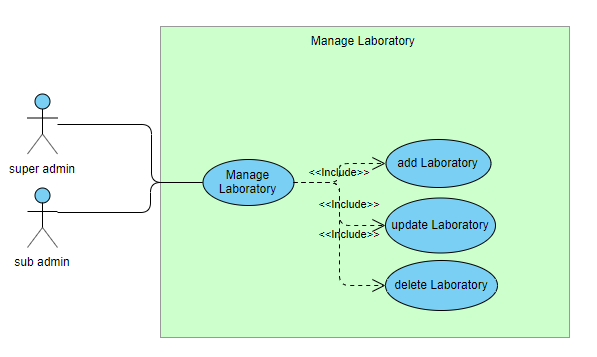 Manage Laboratory
super admin
sub admin
Manage
Laboratory
<<Include>>
add Laboratory
<<Include>>
update Laboratory
<<Include>>
delete Laboratory